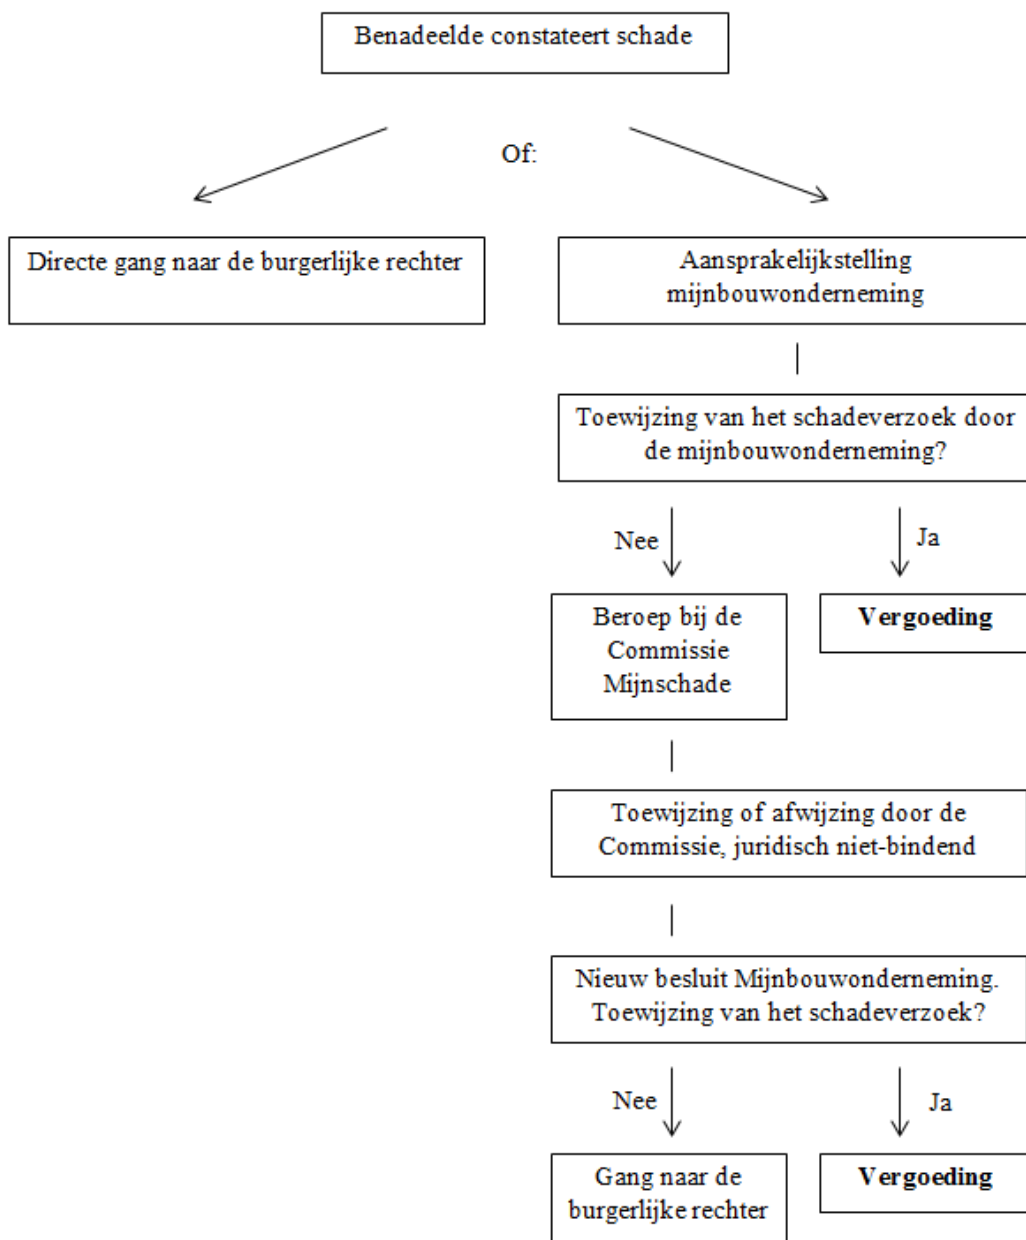 Benadeelde constateert schade
Of:
Directe gang naar de burgerlijke rechter
Aansprakelijkstelling
mijnbouwonderneming
Toewijzing van het schadeverzoek door
de mijnbouwonderneming?
Nee
Ja
Beroep bij de
Commissie
Mijnschade
Vergoeding
Toewijzing of afwijzing door de
Commissie, juridisch niet-bindend
Nieuw besluit Mijnbouwonderneming.
Toewijzing van het schadeverzoek?
Nee
Ja
Gang naar de
burgerlijke rechter
Vergoeding